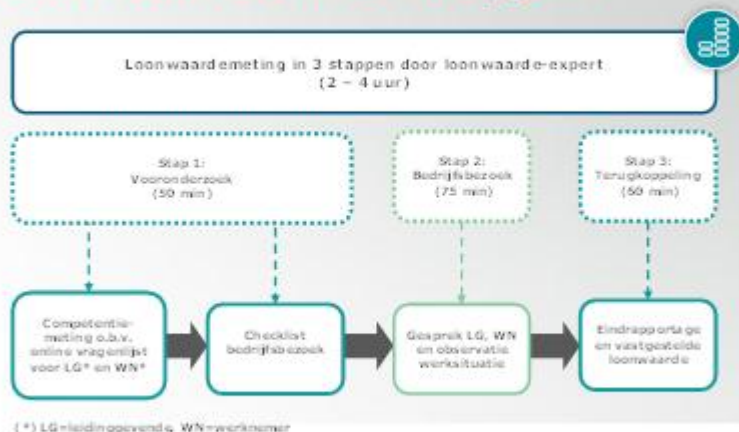 Loonwaardemeting in 3 stappen door loonwaarde-expert
(2 – 4 uur)
Stap 1:
Vooronderzoek
(50 min)
Stap 2:
Bedrijfsbezoek
(75 min)
Stap 3:
Terugkoppeling
(60 min)
Competentie-
meting o.b.v.
online vragenlijst
voor LG* en WN*
Checklist
bedrijfsbezoek
Gesprek LG, WN
en observatie
werksituatie
Eindrapportage
en vastgestelde
loonwaarde
(*) LG=leidinggevende, WN=werknemer